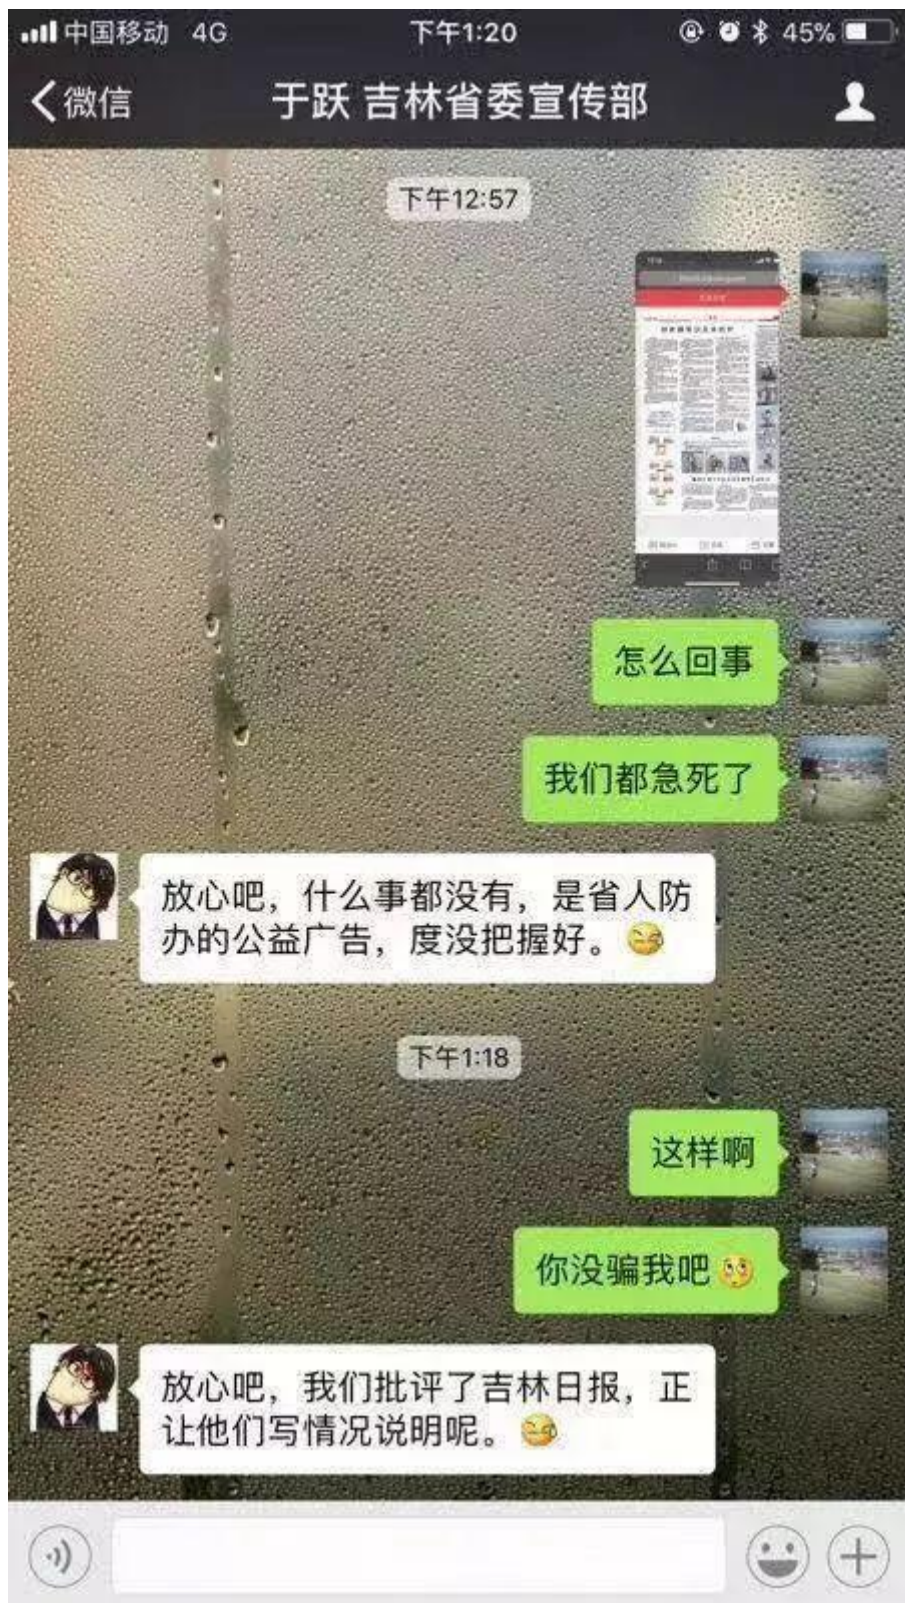 中国移动 4G 下午1:20 45%
微信 于跃 吉林省委宣传部
下午12:57
怎么回事
我们都急死了
放心吧，什么事都没有，是省人防
办的公益广告，度没把握好。
下午1:18
这样啊
你没骗我吧
放心吧，我们批评了吉林日报，正
让他们写情况说明呢。